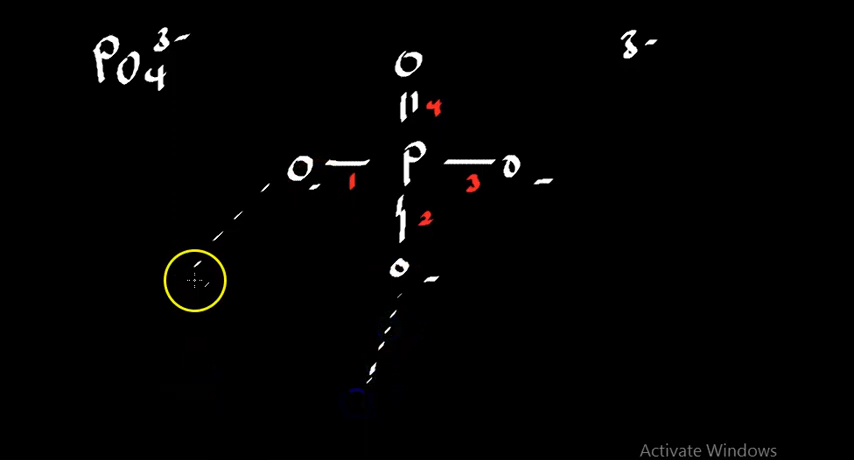 PO4 3-
3-
O
4
O - P - O
- 1 3 -
2
O -
Activate Windows